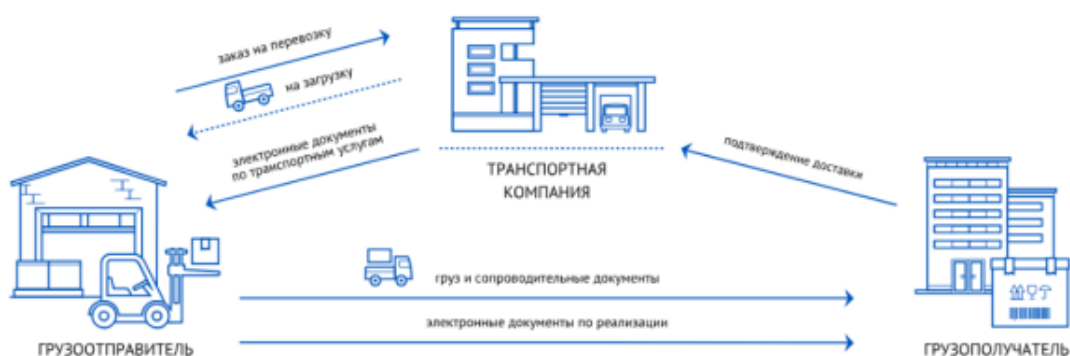 заказ на перевозку
на загрузку
электронные документы
по транспортным услугам
ТРАНСПОРТНАЯ
КОМПАНИЯ
подтверждение доставки
груз и сопроводительные документы
электронные документы по реализации
ГРУЗООТПРАВИТЕЛЬ
ГРУЗОПОЛУЧАТЕЛЬ